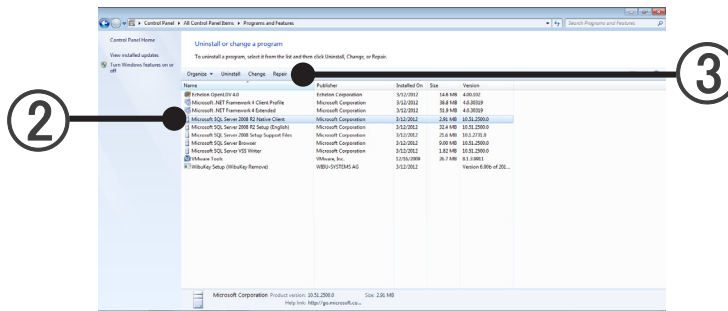 Control Panel ▸ All Control Panel Items ▸ Programs and Features
Search Programs and Features
Control Panel Home
View installed updates
Turn Windows features on or off
Uninstall or change a program
To uninstall a program, select it from the list and then click Uninstall, Change, or Repair.
Organize Uninstall Change Repair
3
Name Publisher Installed On Size Version
Echelon OpenLDV 4.0 Echelon Corporation 3/12/2012 14.6 MB 4.00.102
Microsoft .NET Framework 4 Client Profile Microsoft Corporation 3/12/2012 38.8 MB 4.0.30319
Microsoft .NET Framework 4 Extended Microsoft Corporation 3/12/2012 51.9 MB 4.0.30319
2
Microsoft SQL Server 2008 R2 Native Client Microsoft Corporation 3/12/2012 2.91 MB 10.51.2500.0
Microsoft SQL Server 2008 R2 Setup (English) Microsoft Corporation 3/12/2012 32.4 MB 10.51.2500.0
Microsoft SQL Server 2008 Setup Support Files Microsoft Corporation 3/12/2012 21.6 MB 10.1.2731.0
Microsoft SQL Server Browser Microsoft Corporation 3/12/2012 9.00 MB 10.51.2500.0
Microsoft SQL Server VSS Writer Microsoft Corporation 3/12/2012 1.82 MB 10.51.2500.0
VMware Tools VMware, Inc. 12/16/2009 26.7 MB
WibuKey Setup (WibuKey Remove) WIBU-SYSTEMS AG 3/12/2012 Version 6.00b of 201...
Microsoft Corporation Product version: 10.51.2500.0 Size: 2.91 MB
Help link: http://go.microsoft.co...